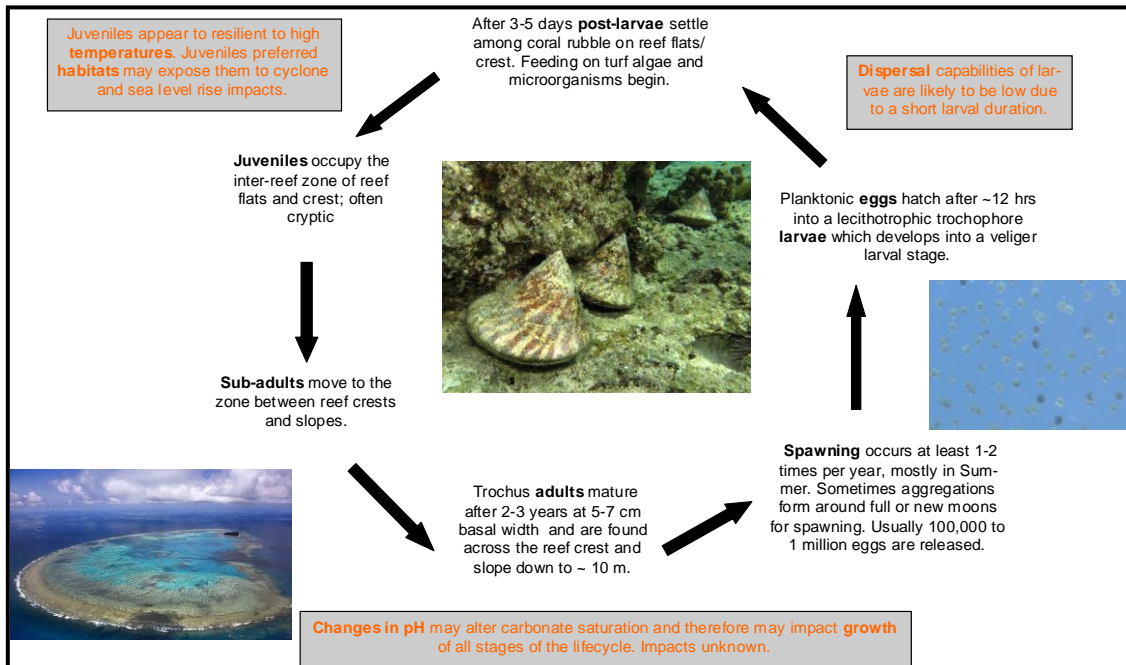 Juveniles appear to resilient to high
temperatures. Juveniles preferred
habitats may expose them to cyclone
and sea level rise impacts.
After 3-5 days post-larvae settle
among coral rubble on reef flats/
crest. Feeding on turf algae and
microorganisms begin.
Dispersal capabilities of lar-
vae are likely to be low due
to a short larval duration.
Juveniles occupy the
inter-reef zone of reef
flats and crest; often
cryptic
Planktonic eggs hatch after ~12 hrs
into a lecithotrophic trochophore
larvae which develops into a veliger
larval stage.
Sub-adults move to the
zone between reef crests
and slopes.
Trochus adults mature
after 2-3 years at 5-7 cm
basal width and are found
across the reef crest and
slope down to ~ 10 m.
Spawning occurs at least 1-2
times per year, mostly in Sum-
mer. Sometimes aggregations
form around full or new moons
for spawning. Usually 100,000 to
1 million eggs are released.
Changes in pH may alter carbonate saturation and therefore may impact growth
of all stages of the lifecycle. Impacts unknown.